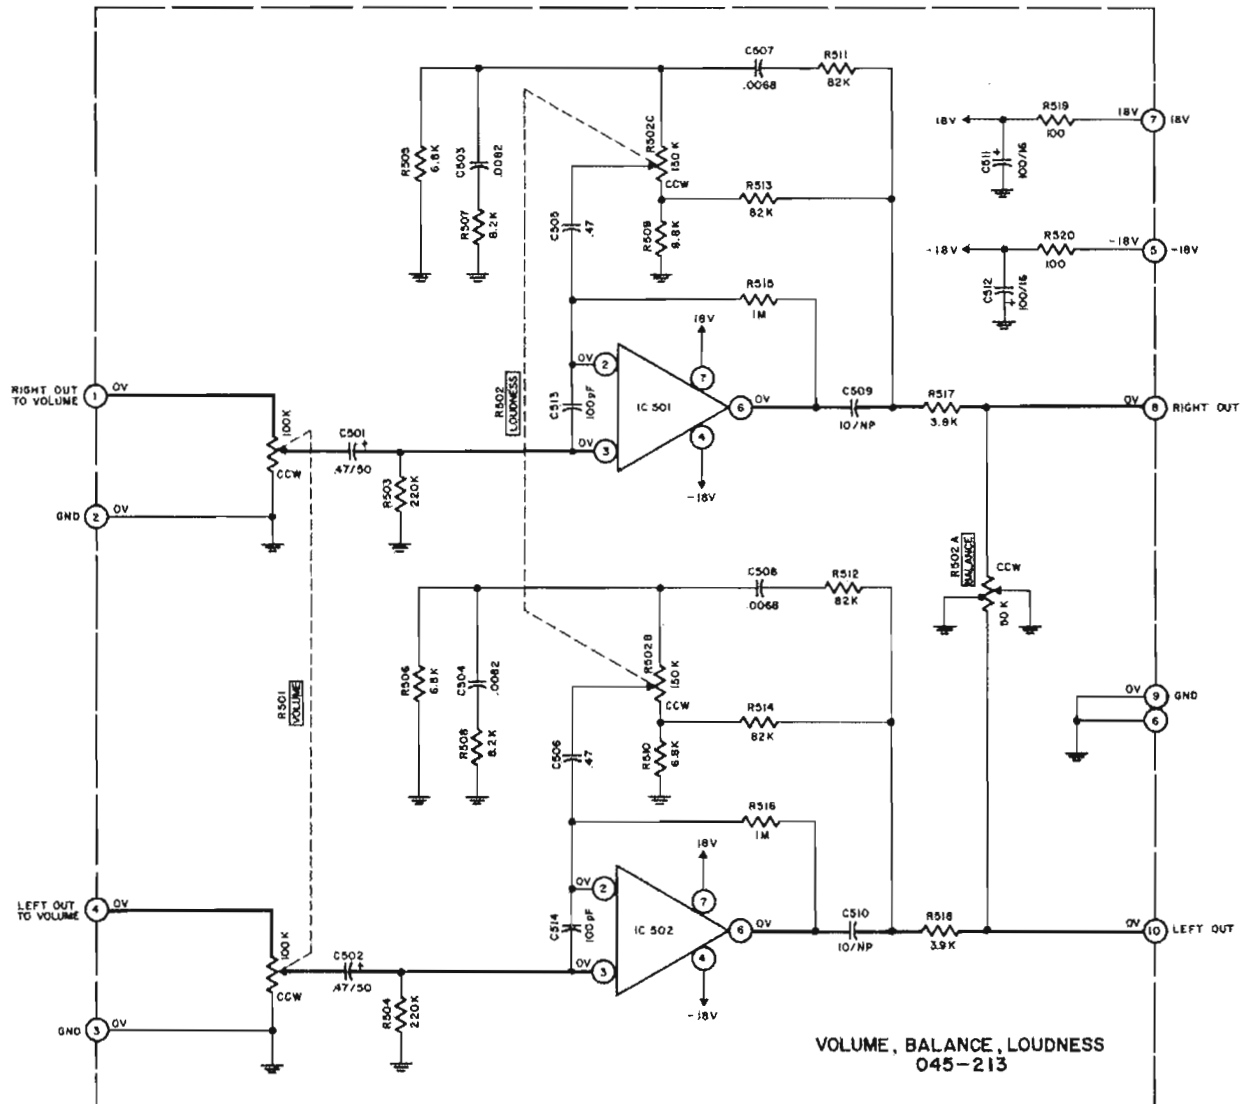 C507
.0068
R511
82K
R505
6.8K
C503
.0082
R507
8.2K
R502C
150K
CCW
C505
.47
R509
R513
82K
R515
1M
18V
R519
100
18V
7
18V
C511
+
100/16
-18V
R520
100
-18V
5
-18V
C512
+
100/16
R502
LOUDNESS
RIGHT OUT
TO VOLUME
1
0V
100K
CCW
GND
2
0V
C501
+
.47/50
R503
220K
C513
100pF
0V
2
0V
3
IC 501
18V
7
4
-18V
6
0V
C509
10/NP
R517
3.9K
0V
8
RIGHT OUT
R502A
BALANCE
CCW
50K
R501
VOLUME
C508
.0068
R512
82K
R506
6.8K
C504
.0082
R508
8.2K
R502B
150K
CCW
C506
.47
R510
6.8K
R514
82K
R516
1M
0V
9
GND
6
LEFT OUT
TO VOLUME
4
0V
100K
CCW
GND
3
0V
C502
+
.47/50
R504
220K
C514
100pF
0V
2
0V
3
IC 502
18V
7
4
-18V
6
0V
C510
10/NP
R518
3.9K
0V
10
LEFT OUT
VOLUME, BALANCE, LOUDNESS
045-213